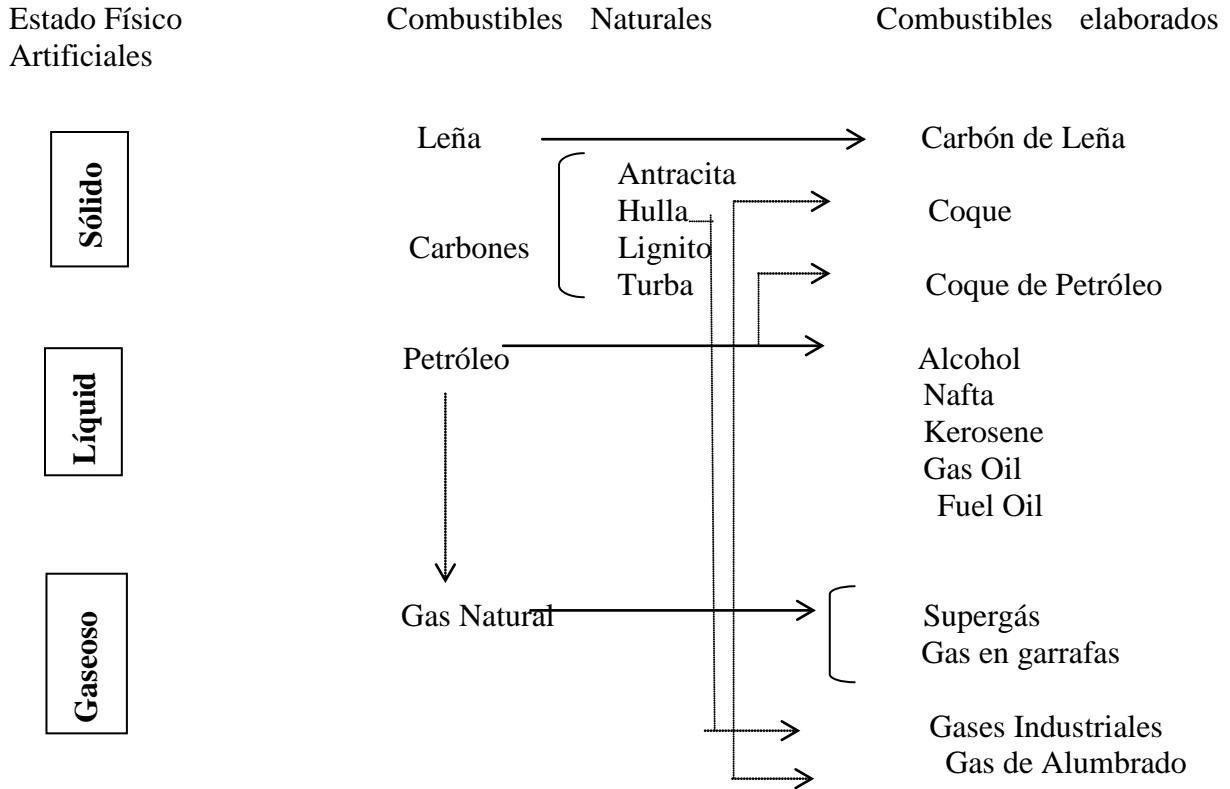 Estado Físico Combustibles Naturales Combustibles elaborados
Artificiales
Sólido
Leña Carbón de Leña
Antracita
Hulla Coque
Carbones Lignito
Turba Coque de Petróleo
Líquid
Petróleo Alcohol
Nafta
Kerosene
Gas Oil
Fuel Oil
Gaseoso
Gas Natural Supergás
Gas en garrafas
Gases Industriales
Gas de Alumbrado